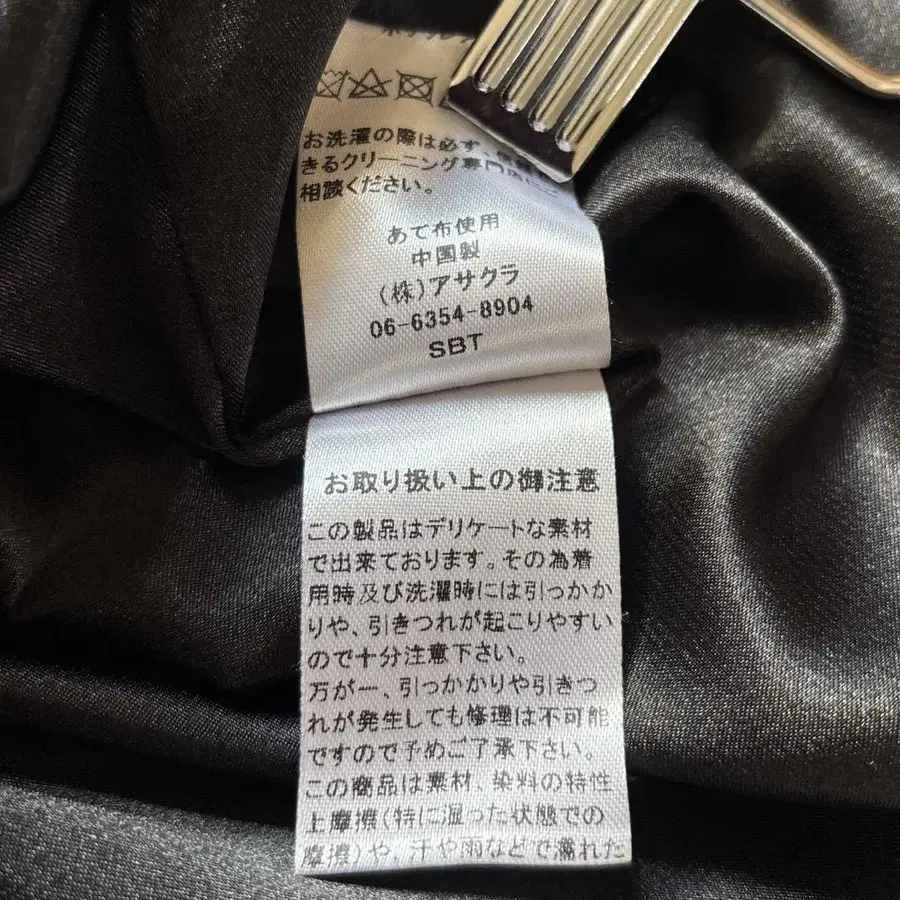 お洗濯の際は必ず、信
きるクリーニング専門店にご
相談ください。
あて布使用
中国製
(株)アサクラ
06-6354-8904
SBT
お取り扱い上の御注意
この製品はデリケートな素材
で出来ております。その為着
用時及び洗濯時には引っかか
りや、引きつれが起こりやすい
ので十分注意下さい。
万が一、引っかかりや引きつ
れが発生しても修理は不可能
ですので予めご了承下さい。
この商品は素材、染料の特性
上摩擦(特に湿った状態での
摩擦)や、汗や雨などで濡れた